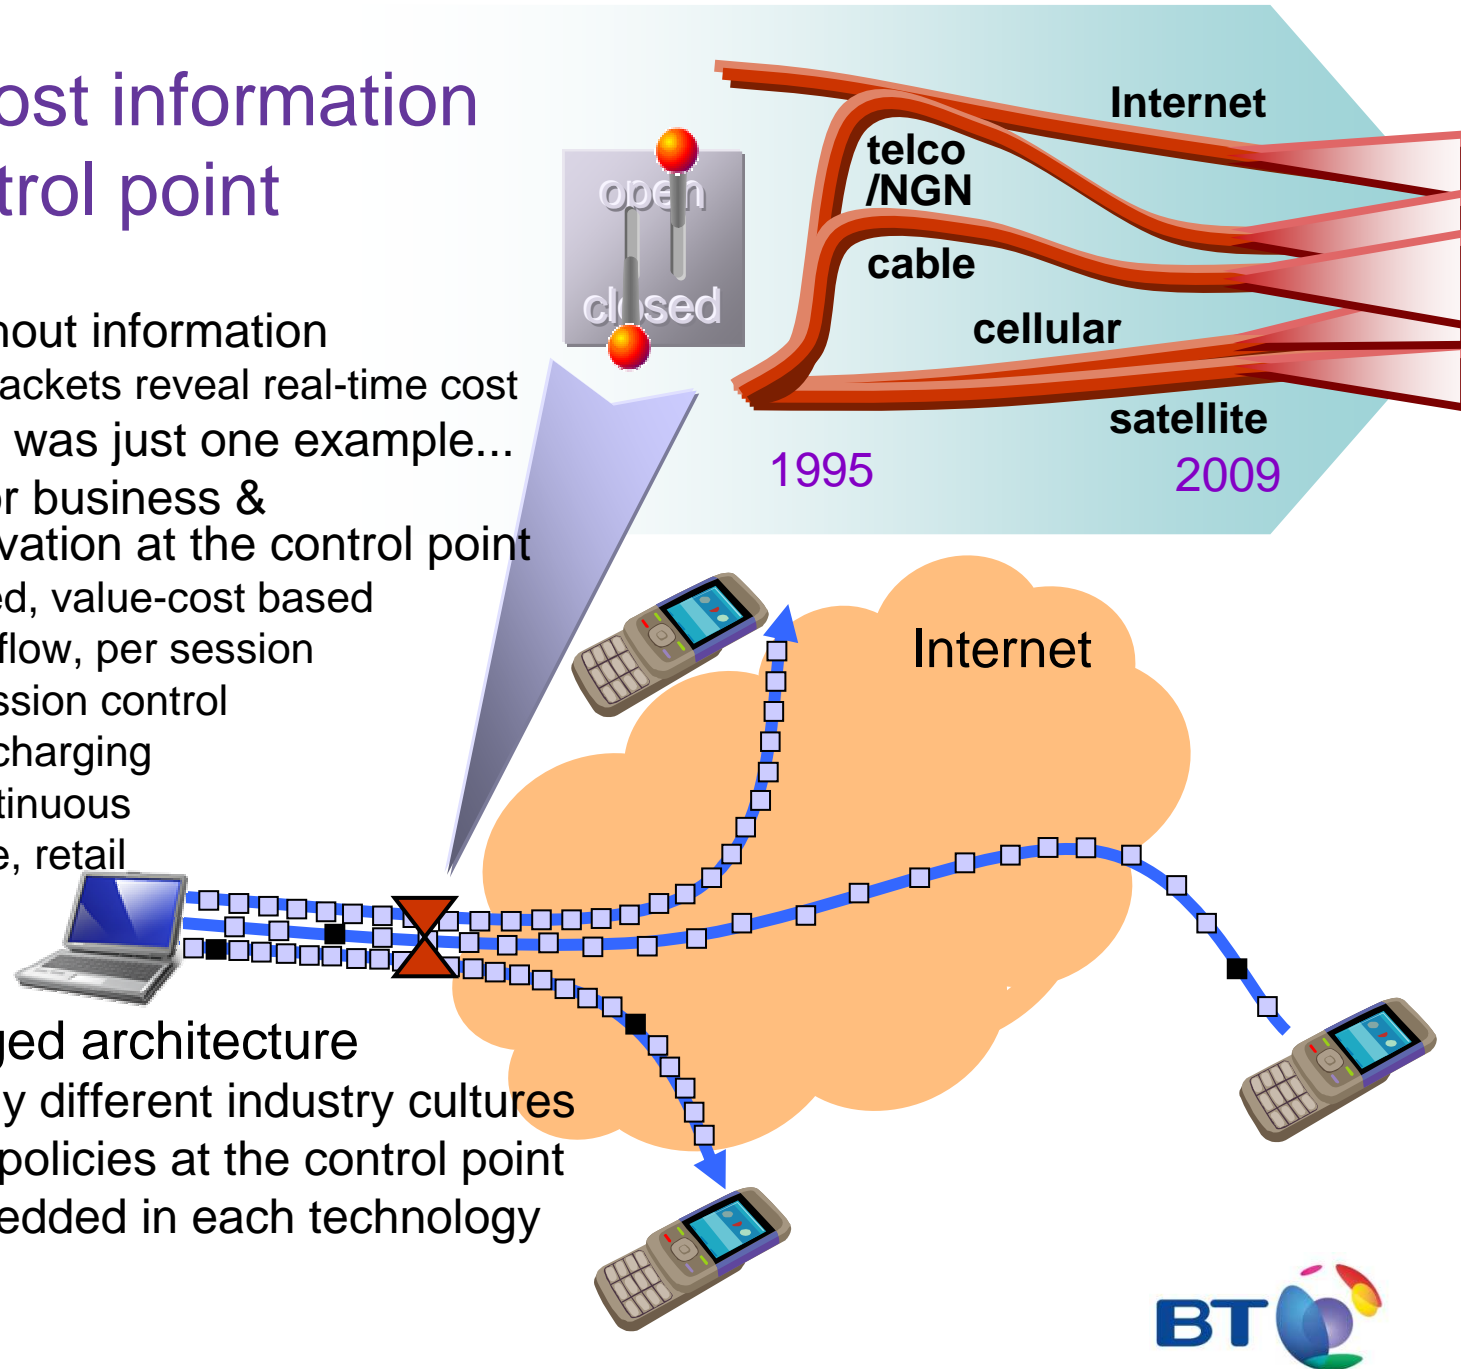 ost information
trol point
hout information
ackets reveal real-time cost
was just one example...
or business &
vation at the control point
ed, value-cost based
flow, per session
ssion control
charging
tinuous
e, retail
ged architecture
y different industry cultures
policies at the control point
edded in each technology
open
closed
Internet
telco
/NGN
cable
cellular
satellite
1995
2009
Internet
BT